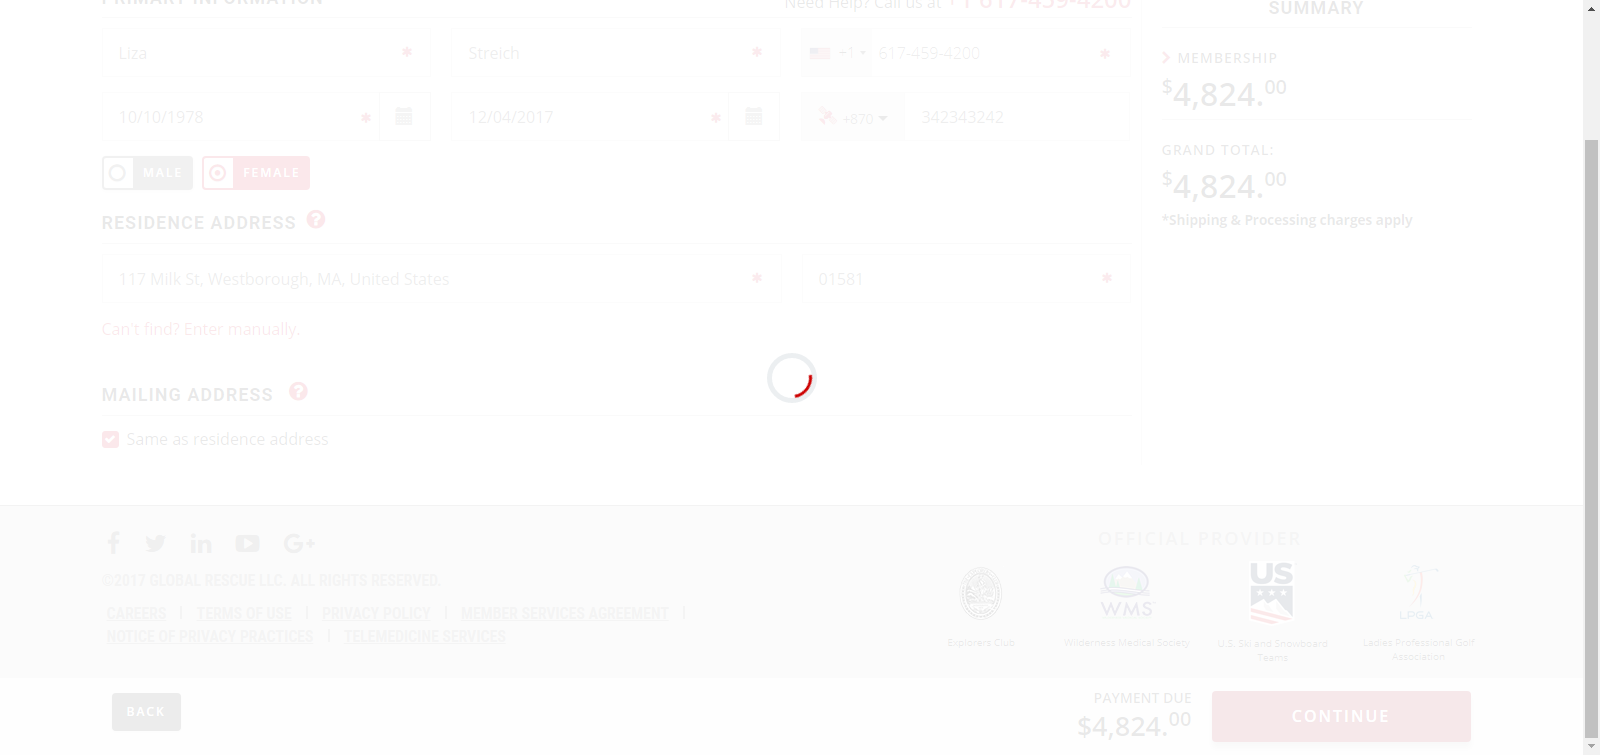 PRIMARY INFORMATION
Need Help? Call us at +1 617-459-4200
Liza *
Streich *
+1 617-459-4200 *
10/10/1978 *
12/04/2017 *
+870 342343242
MALE
FEMALE
RESIDENCE ADDRESS ?
117 Milk St, Westborough, MA, United States *
01581 *
Can't find? Enter manually.
MAILING ADDRESS ?
Same as residence address
SUMMARY
MEMBERSHIP
$4,824.00
GRAND TOTAL:
$4,824.00
*Shipping & Processing charges apply
©2017 GLOBAL RESCUE LLC. ALL RIGHTS RESERVED.
CAREERS | TERMS OF USE | PRIVACY POLICY | MEMBER SERVICES AGREEMENT |
NOTICE OF PRIVACY PRACTICES | TELEMEDICINE SERVICES
OFFICIAL PROVIDER
WMS
US
LPGA
Explorers Club
Wilderness Medical Society
U.S. Ski and Snowboard
Teams
Ladies Professional Golf
Association
BACK
PAYMENT DUE
$4,824.00
CONTINUE